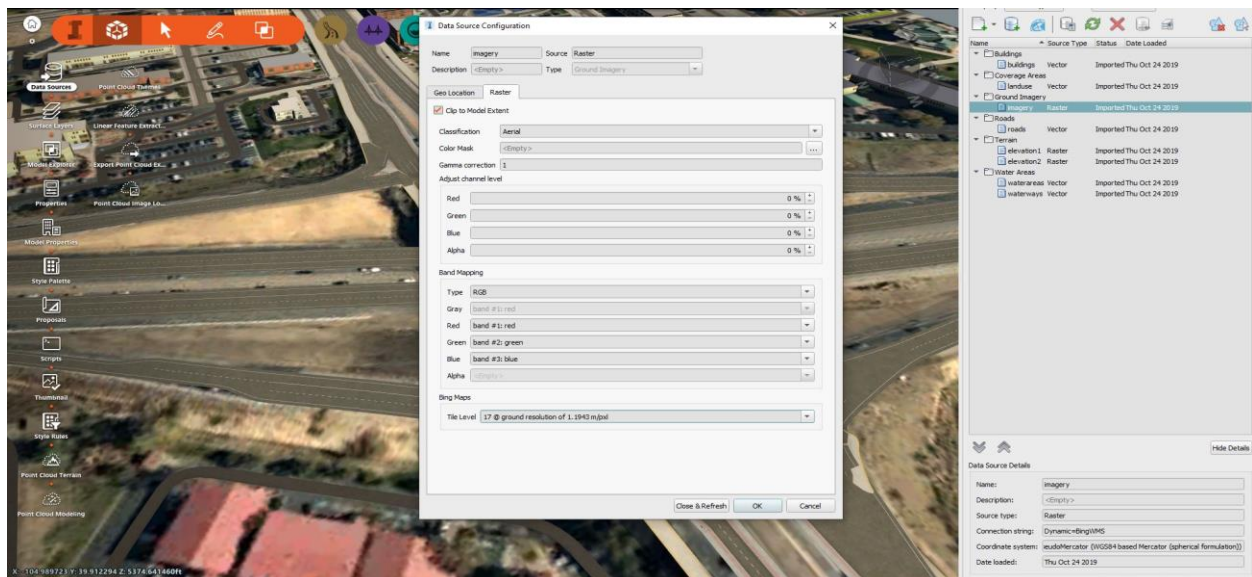 Data Sources
Point Cloud Themes
Surface Layers
Linear Feature Extract...
Model Explorer
Export Point Cloud Ex...
Properties
Point Cloud Image Lo...
Model Properties
Style Palette
Proposals
Scripts
Thumbnail
Style Rules
Point Cloud Terrain
Point Cloud Modeling
X: -104.989723 Y: 39.912294 Z: 5374.641460ft
Data Source Configuration
Name imagery Source Raster
Description <Empty> Type Ground Imagery
Geo Location Raster
Clip to Model Extent
Classification Aerial
Color Mask <Empty> ...
Gamma correction 1
Adjust channel level
Red 0 %
Green 0 %
Blue 0 %
Alpha 0 %
Band Mapping
Type RGB
Gray band #1: red
Red band #1: red
Green band #2: green
Blue band #3: blue
Alpha <Empty>
Bing Maps
Tile Level 17 @ ground resolution of 1.1943 m/pxl
Close & Refresh OK Cancel
Name Source Type Status Date Loaded
Buildings
buildings Vector Imported Thu Oct 24 2019
Coverage Areas
landuse Vector Imported Thu Oct 24 2019
Ground Imagery
imagery Raster Imported Thu Oct 24 2019
Roads
roads Vector Imported Thu Oct 24 2019
Terrain
elevation1 Raster Imported Thu Oct 24 2019
elevation2 Raster Imported Thu Oct 24 2019
Water Areas
waterareas Vector Imported Thu Oct 24 2019
waterways Vector Imported Thu Oct 24 2019
Hide Details
Data Source Details
Name: imagery
Description: <Empty>
Source type: Raster
Connection string: Dynamic=BingWMS
Coordinate system: eudoMercator (WGS84 based Mercator (spherical formulation))
Date loaded: Thu Oct 24 2019